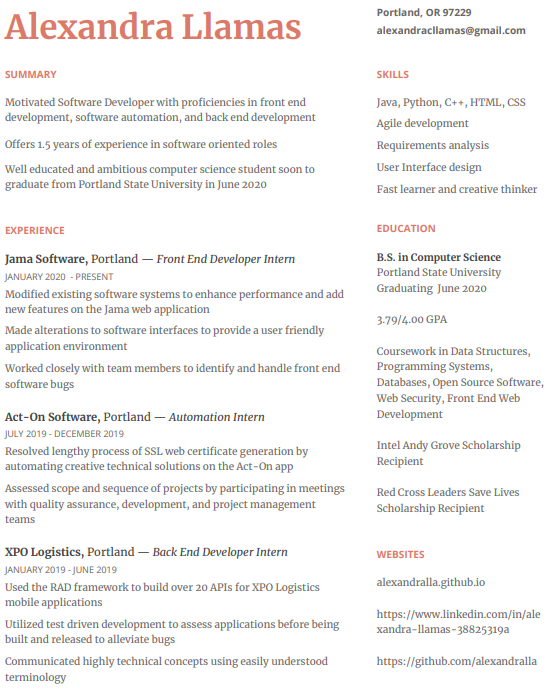 Alexandra Llamas
Portland, OR 97229
alexandracllamas@gmail.com
SUMMARY
Motivated Software Developer with proficiencies in front end
development, software automation, and back end development
Offers 1.5 years of experience in software oriented roles
Well educated and ambitious computer science student soon to
graduate from Portland State University in June 2020
EXPERIENCE
Jama Software, Portland — Front End Developer Intern
JANUARY 2020 - PRESENT
Modified existing software systems to enhance performance and add
new features on the Jama web application
Made alterations to software interfaces to provide a user friendly
application environment
Worked closely with team members to identify and handle front end
software bugs
Act-On Software, Portland — Automation Intern
JULY 2019 - DECEMBER 2019
Resolved lengthy process of SSL web certificate generation by
automating creative technical solutions on the Act-On app
Assessed scope and sequence of projects by participating in meetings
with quality assurance, development, and project management
teams
XPO Logistics, Portland — Back End Developer Intern
JANUARY 2019 - JUNE 2019
Used the RAD framework to build over 20 APIs for XPO Logistics
mobile applications
Utilized test driven development to assess applications before being
built and released to alleviate bugs
Communicated highly technical concepts using easily understood
terminology
SKILLS
Java, Python, C++, HTML, CSS
Agile development
Requirements analysis
User Interface design
Fast learner and creative thinker
EDUCATION
B.S. in Computer Science
Portland State University
Graduating June 2020
3.79/4.00 GPA
Coursework in Data Structures,
Programming Systems,
Databases, Open Source Software,
Web Security, Front End Web
Development
Intel Andy Grove Scholarship
Recipient
Red Cross Leaders Save Lives
Scholarship Recipient
WEBSITES
alexandralla.github.io
https://www.linkedin.com/in/ale
xandra-llamas-38825319a
https://github.com/alexandralla